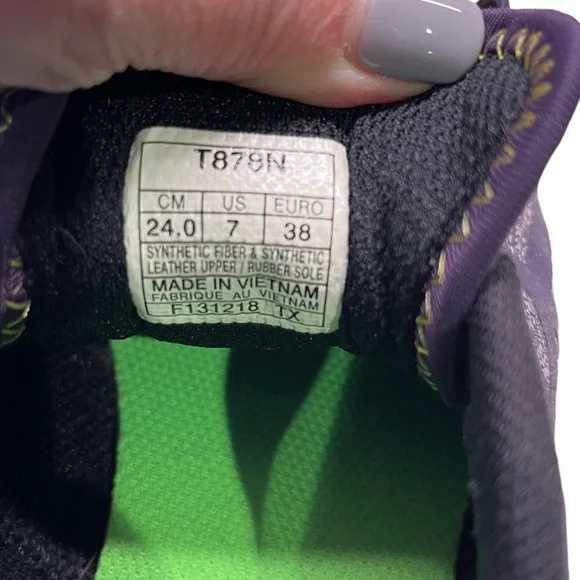 T878N
CM US EURO
24.0 7 38
SYNTHETIC FIBER & SYNTHETIC
LEATHER UPPER / RUBBER SOLE
MADE IN VIETNAM
FABRIQUE AU VIETNAM
F131218 TX